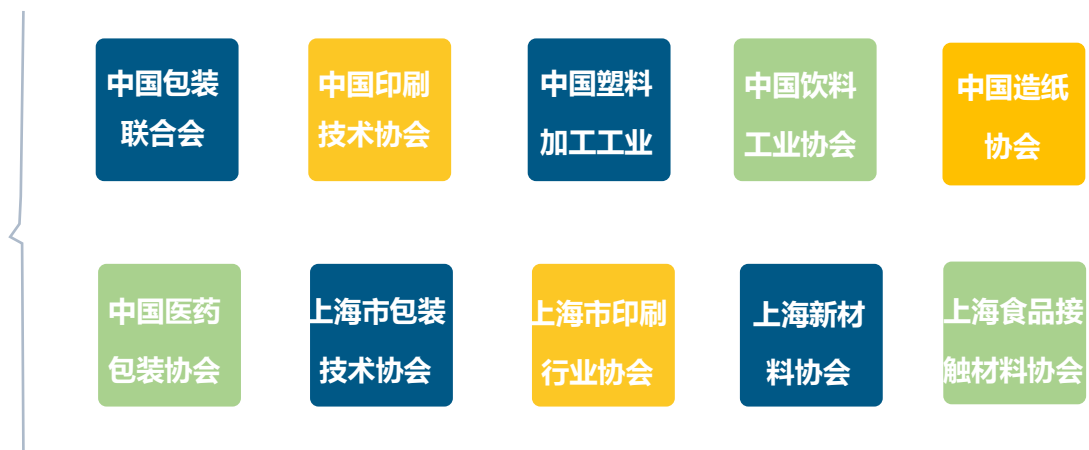 中国包装
联合会
中国印刷
技术协会
中国塑料
加工工业
中国饮料
工业协会
中国造纸
协会
中国医药
包装协会
上海市包装
技术协会
上海市印刷
行业协会
上海新材
料协会
上海食品接
触材料协会